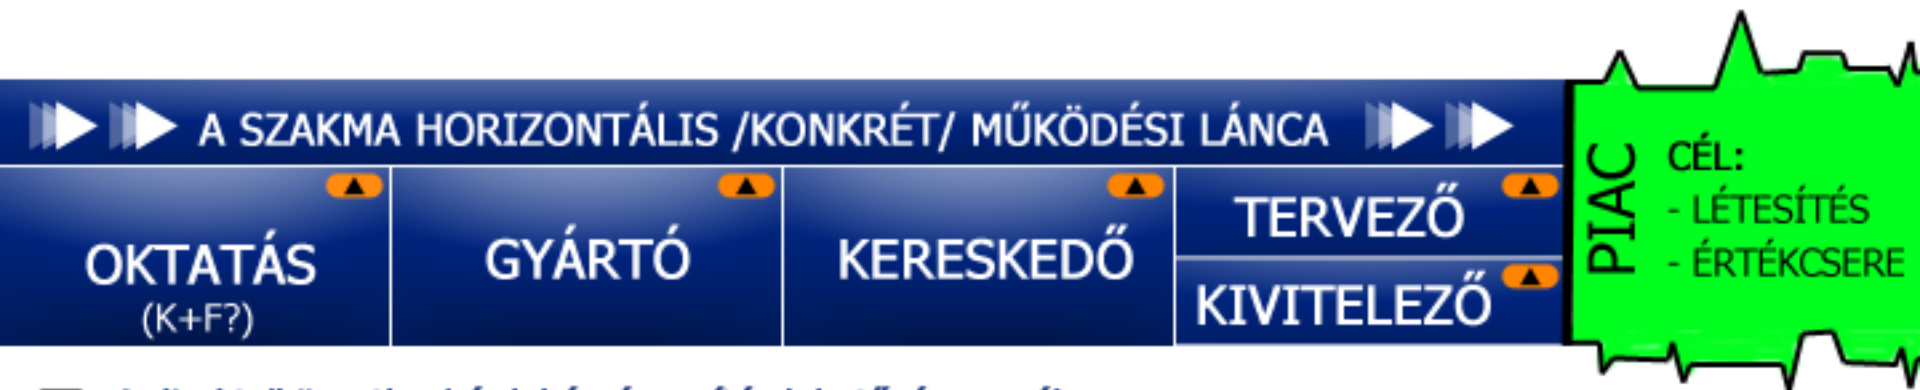 A SZAKMA HORIZONTÁLIS /KONKRÉT/ MŰKÖDÉSI LÁNCA
OKTATÁS
(K+F?)
GYÁRTÓ
KERESKEDŐ
TERVEZŐ
KIVITELEZŐ
PIAC
CÉL:
- LÉTESÍTÉS
- ÉRTÉKCSERE